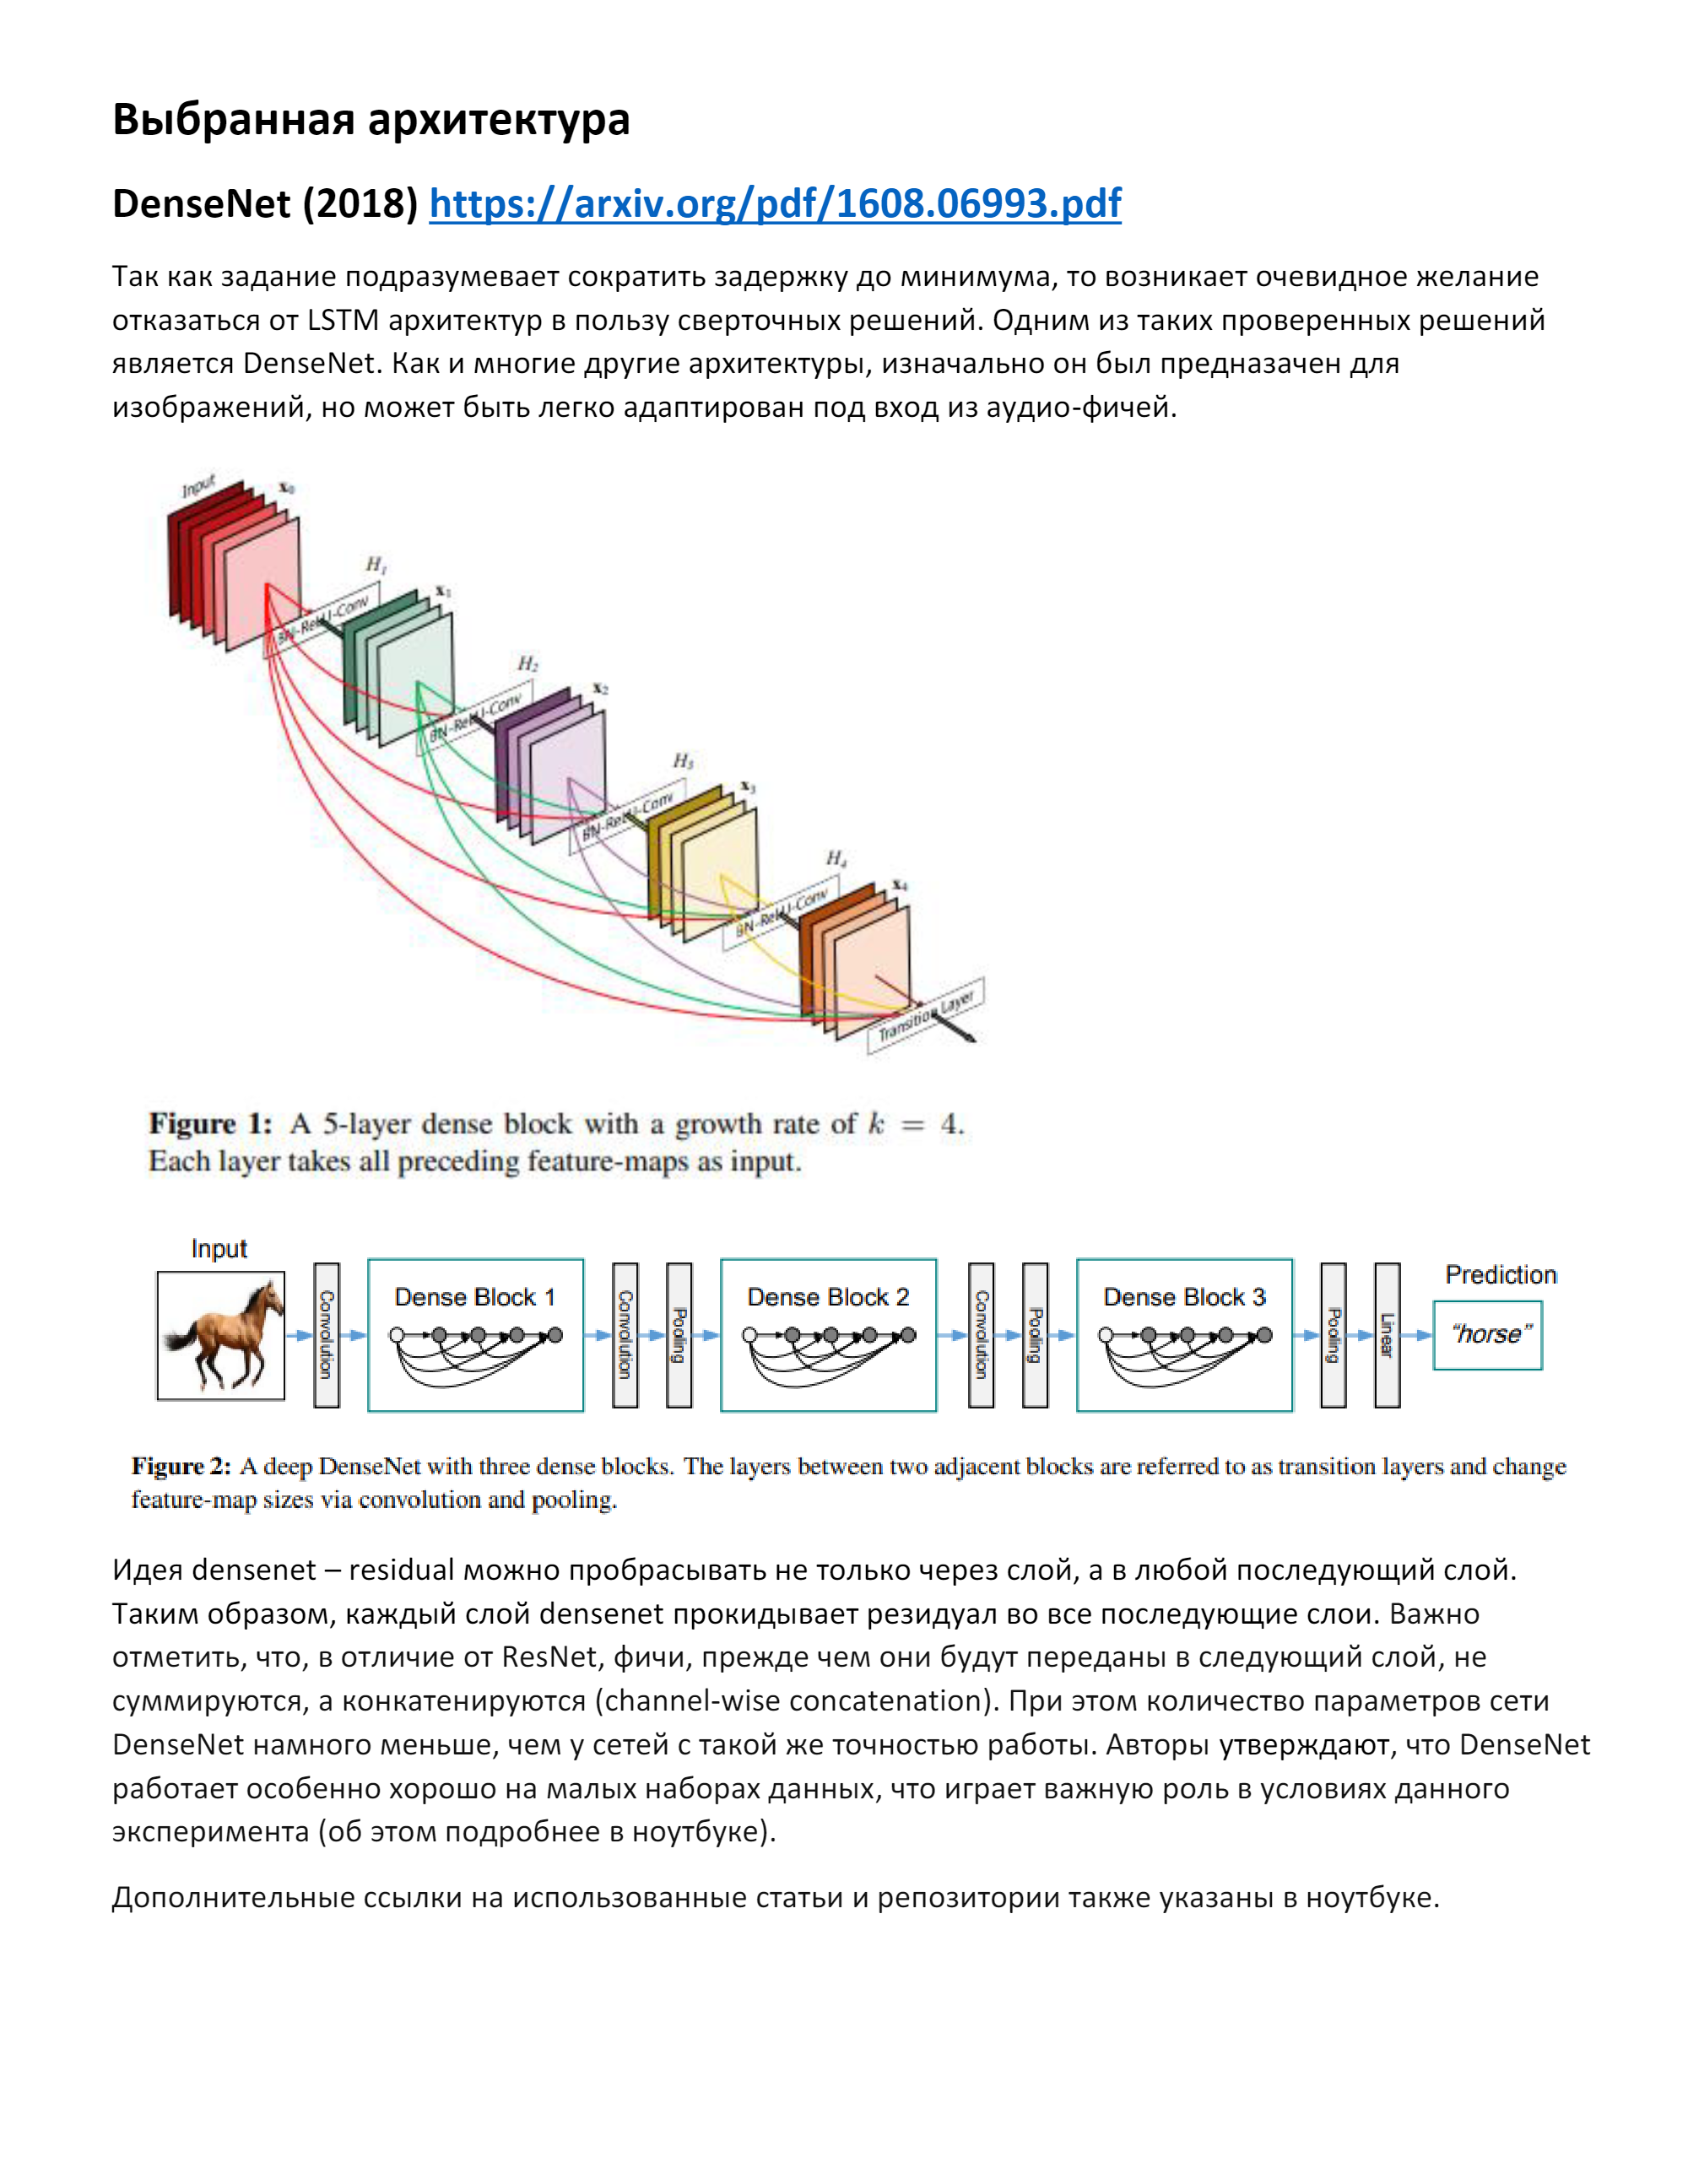 Выбранная архитектура
DenseNet (2018) https://arxiv.org/pdf/1608.06993.pdf
Так как задание подразумевает сократить задержку до минимума, то возникает очевидное желание
отказаться от LSTM архитектур в пользу сверточных решений. Одним из таких проверенных решений
является DenseNet. Как и многие другие архитектуры, изначально он был предназачен для
изображений, но может быть легко адаптирован под вход из аудио-фичей.
Input
x0
H1
BN-ReLU-Conv
x1
H2
BN-ReLU-Conv
x2
H3
BN-ReLU-Conv
x3
H4
BN-ReLU-Conv
x4
Transition Layer
Figure 1: A 5-layer dense block with a growth rate of k = 4.
Each layer takes all preceding feature-maps as input.
Input
Convolution
Dense Block 1
Convolution
Pooling
Dense Block 2
Convolution
Pooling
Dense Block 3
Pooling
Linear
Prediction
“horse”
Figure 2: A deep DenseNet with three dense blocks. The layers between two adjacent blocks are referred to as transition layers and change
feature-map sizes via convolution and pooling.
Идея densenet – residual можно пробрасывать не только через слой, а в любой последующий слой.
Таким образом, каждый слой densenet прокидывает резидуал во все последующие слои. Важно
отметить, что, в отличие от ResNet, фичи, прежде чем они будут переданы в следующий слой, не
суммируются, а конкатенируются (channel-wise concatenation). При этом количество параметров сети
DenseNet намного меньше, чем у сетей с такой же точностью работы. Авторы утверждают, что DenseNet
работает особенно хорошо на малых наборах данных, что играет важную роль в условиях данного
эксперимента (об этом подробнее в ноутбуке).
Дополнительные ссылки на использованные статьи и репозитории также указаны в ноутбуке.